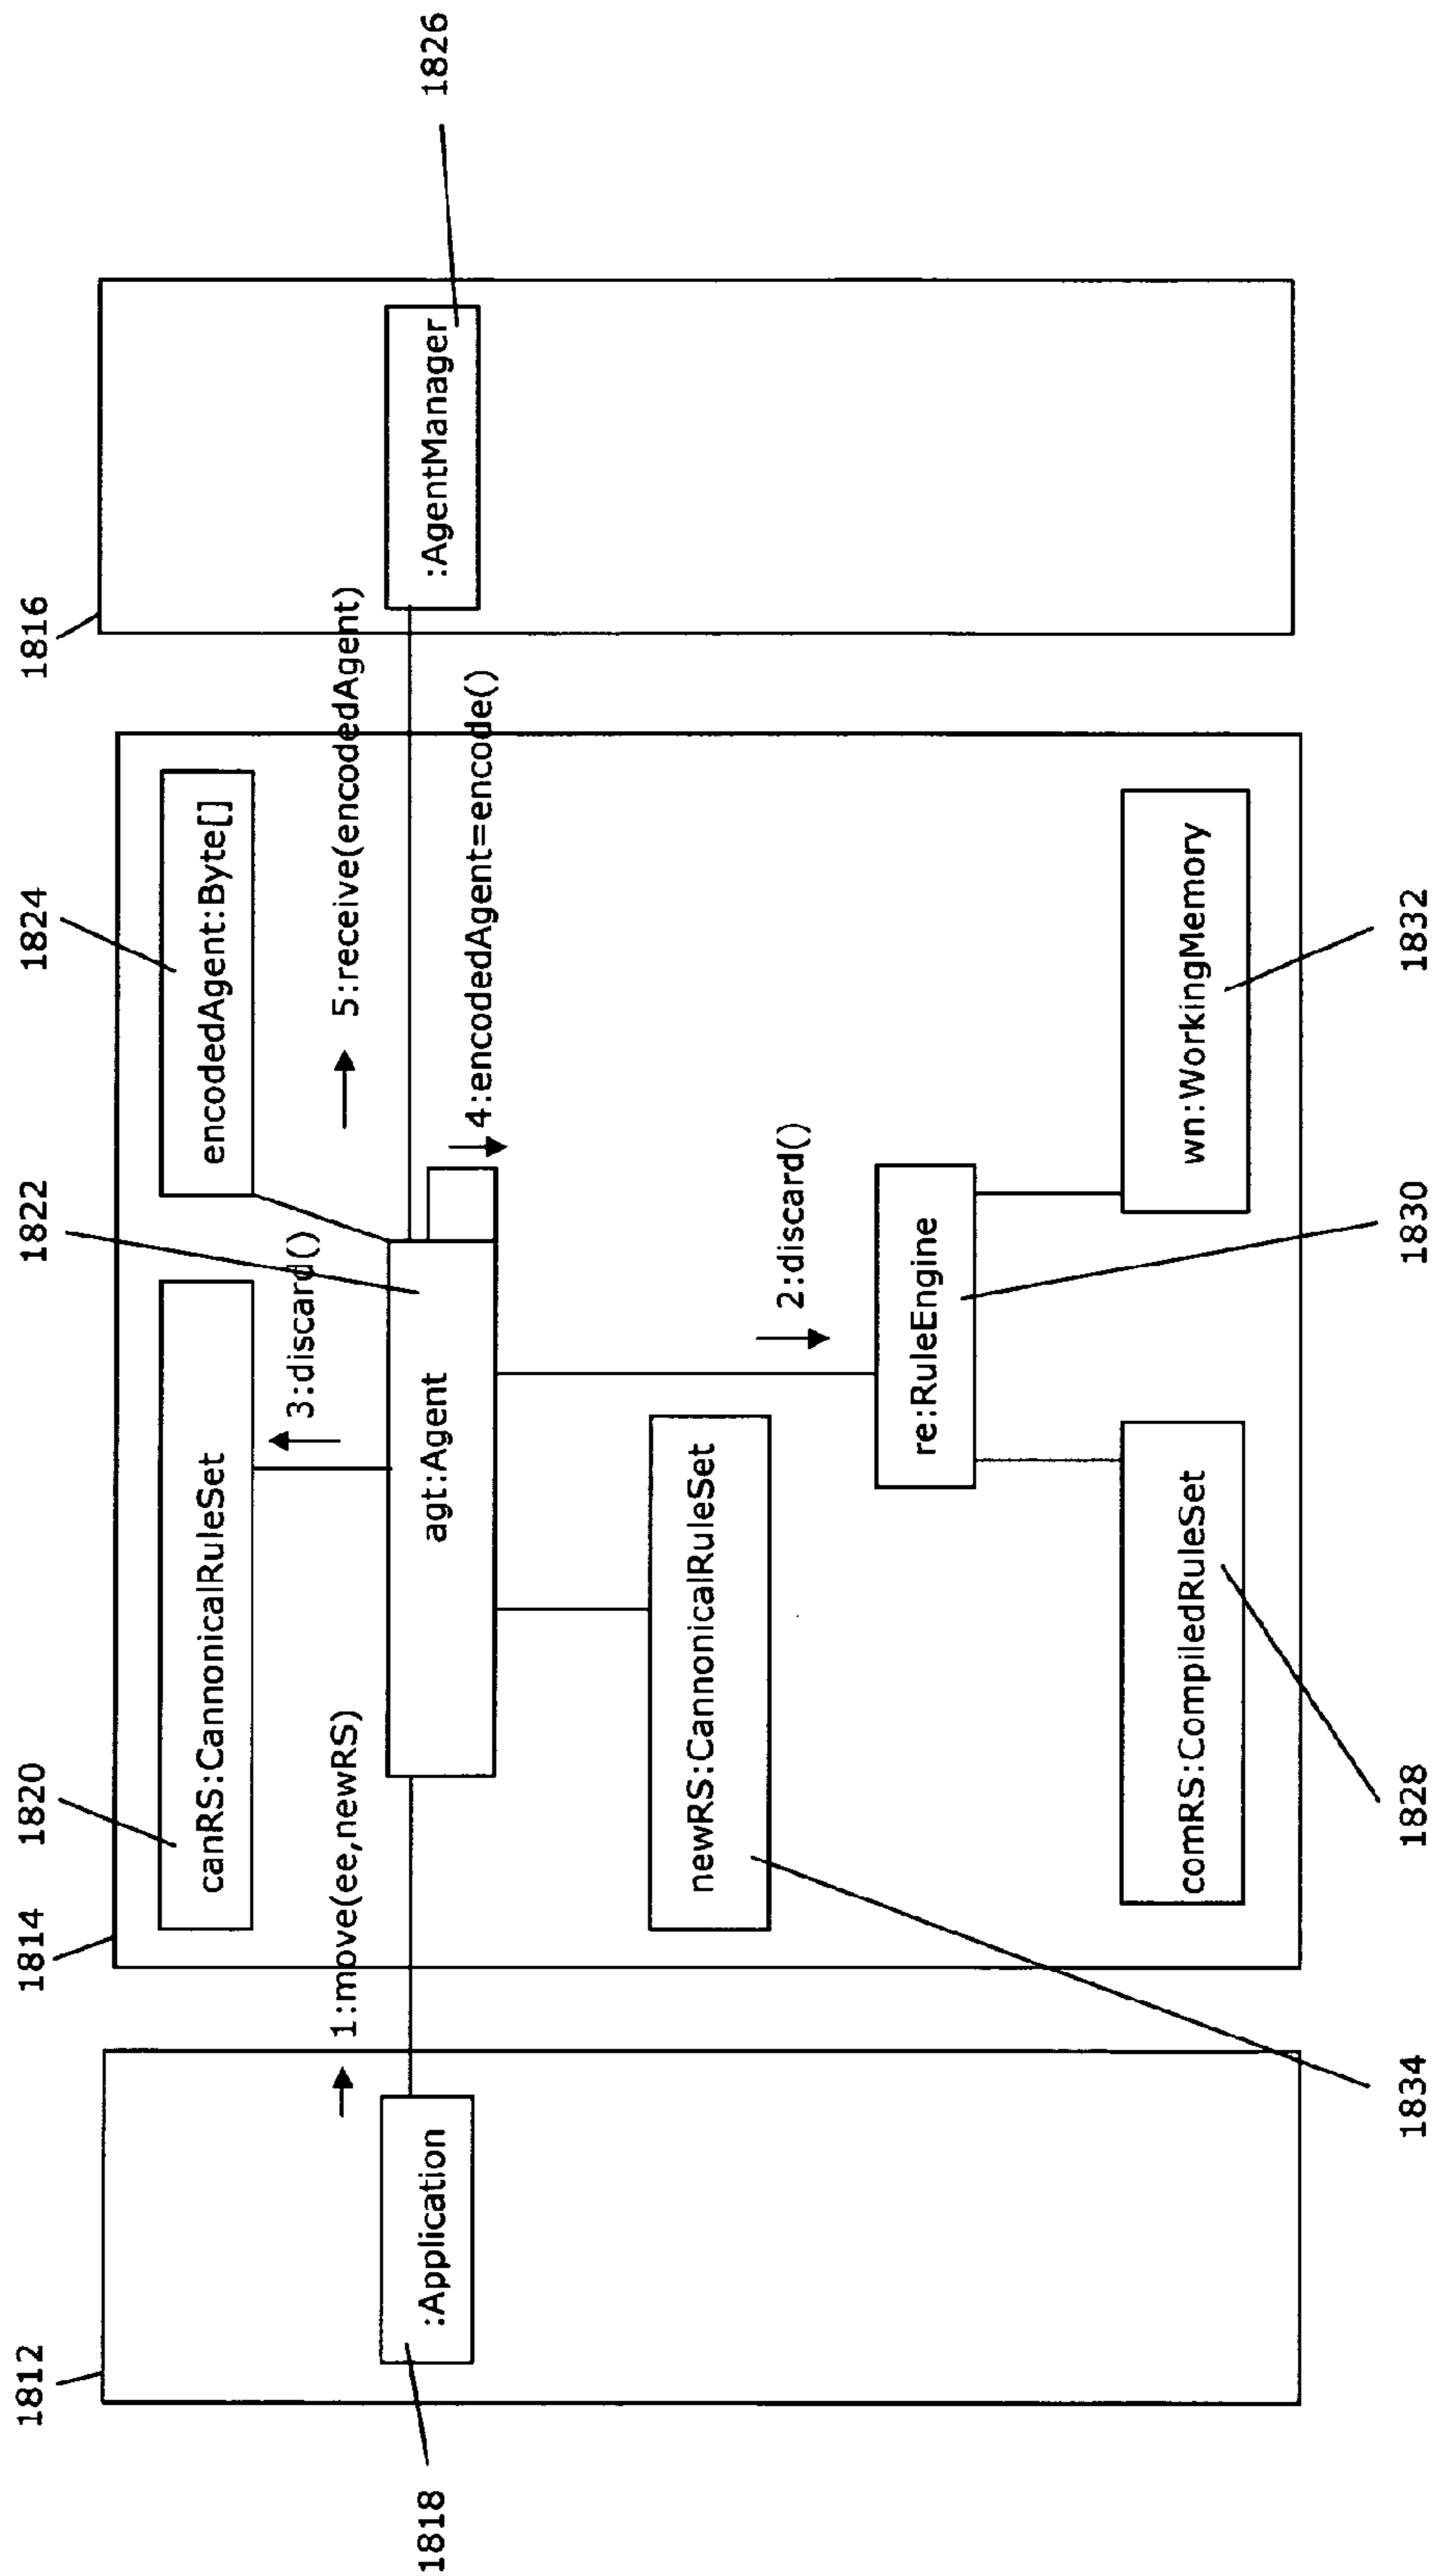 1812
1814
1820
1822
1824
1816
canRS:CannonicalRuleSet
encodedAgent:Byte[]
3:discard()
1:move(ee,newRS)
5:receive(encodedAgent)
:Application
agt:Agent
:AgentManager
1818
1826
4:encodedAgent=encode()
newRS:CannonicalRuleSet
2:discard()
re:RuleEngine
comRS:CompiledRuleSet
wn:WorkingMemory
1834
1828
1830
1832